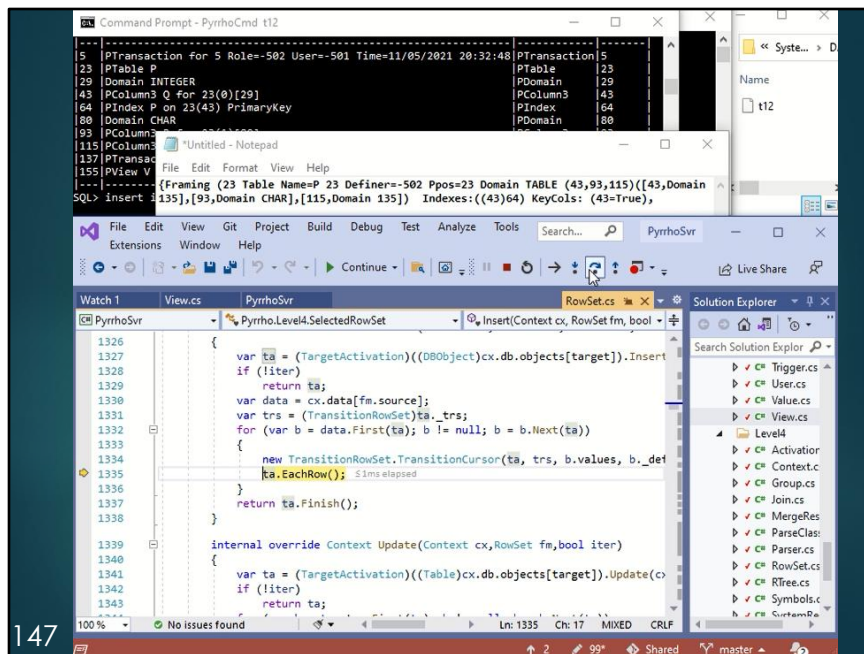 Command Prompt - PyrrhoCmd t12
|---|----------------------------------------------------------|------------|-------|
|5 |PTransaction for 5 Role=-502 User=-501 Time=11/05/2021 20:32:48|PTransaction|5
|23 |PTable P |PTable |23
|29 |Domain INTEGER |PDomain |29
|43 |PColumn3 Q for 23(0)[29] |PColumn3 |43
|64 |PIndex P on 23(43) PrimaryKey |PIndex |64
|80 |Domain CHAR |PDomain |80
|93 |PColumn3
|115|PColumn3
|137|PTransac
|155|PView V
|---|--------
SQL> insert i
« Syste... › D.
Name
t12
*Untitled - Notepad
File Edit Format View Help
{Framing (23 Table Name=P 23 Definer=-502 Ppos=23 Domain TABLE (43,93,115)([43,Domain
135],[93,Domain CHAR],[115,Domain 135]) Indexes:((43)64) KeyCols: (43=True),
File Edit View Git Project Build Debug Test Analyze Tools
Extensions Window Help
Search...
PyrrhoSvr
Continue
Live Share
Watch 1 View.cs PyrrhoSvr RowSet.cs
PyrrhoSvr Pyrrho.Level4.SelectedRowSet Insert(Context cx, RowSet fm, bool
1326 {
1327 var ta = (TargetActivation)((DBObject)cx.db.objects[target]).Insert
1328 if (!iter)
1329 return ta;
1330 var data = cx.data[fm.source];
1331 var trs = (TransitionRowSet)ta._trs;
1332 for (var b = data.First(ta); b != null; b = b.Next(ta))
1333 {
1334 new TransitionRowSet.TransitionCursor(ta, trs, b.values, b._def
1335 ta.EachRow(); ≤1ms elapsed
1336 }
1337 return ta.Finish();
1338 }
1339 internal override Context Update(Context cx,RowSet fm,bool iter)
1340 {
1341 var ta = (TargetActivation)((Table)cx.db.objects[target]).Update(cx
1342 if (!iter)
1343 return ta;
100 % No issues found Ln: 1335 Ch: 17 MIXED CRLF
Solution Explorer
Search Solution Explor
Trigger.cs
User.cs
Value.cs
View.cs
Level4
Activation
Context.c
Group.cs
Join.cs
MergeRes
ParseClas
Parser.cs
RowSet.cs
RTree.cs
Symbols.c
SystemRe
2 99* Shared master
147